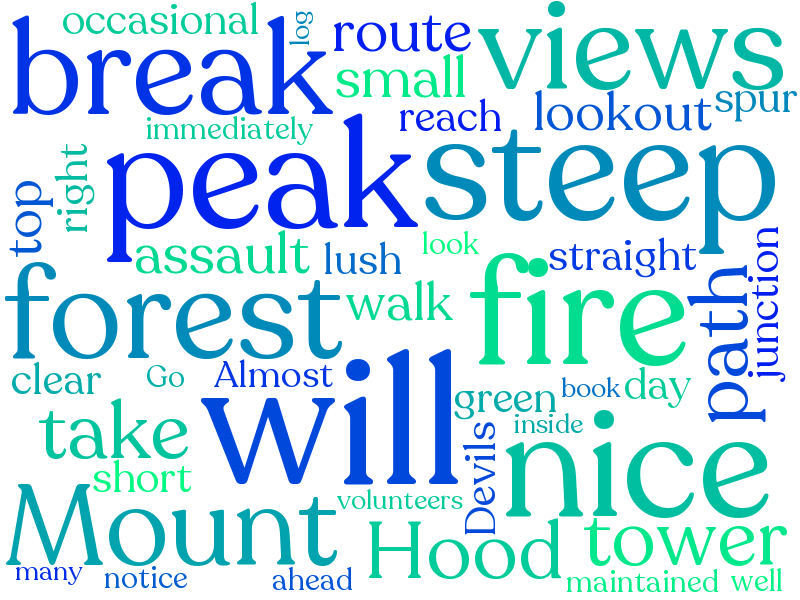 occasional
log
route
views
break
small
lookout
spur
reach
immediately
peak
steep
right
top
assault
lush
look
straight
forest
walk
fire
path
junction
clear
Go
Almost
will
green
book
day
take
inside
nice
short
Devils
Mount
volunteers
Hood
tower
many
notice
ahead
maintained
well